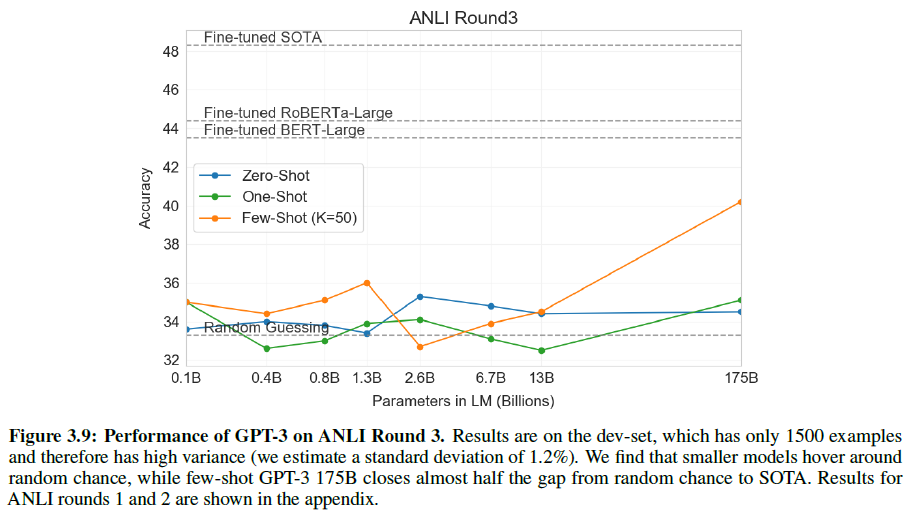 ANLI Round3
Fine-tuned SOTA
48
46
Fine-tuned RoBERTa-Large
44
Fine-tuned BERT-Large
42
Zero-Shot
One-Shot
Few-Shot (K=50)
Accuracy
40
38
36
34
Random Guessing
32
0.1B 0.4B 0.8B 1.3B 2.6B 6.7B 13B 175B
Parameters in LM (Billions)
Figure 3.9: Performance of GPT-3 on ANLI Round 3. Results are on the dev-set, which has only 1500 examples
and therefore has high variance (we estimate a standard deviation of 1.2%). We find that smaller models hover around
random chance, while few-shot GPT-3 175B closes almost half the gap from random chance to SOTA. Results for
ANLI rounds 1 and 2 are shown in the appendix.